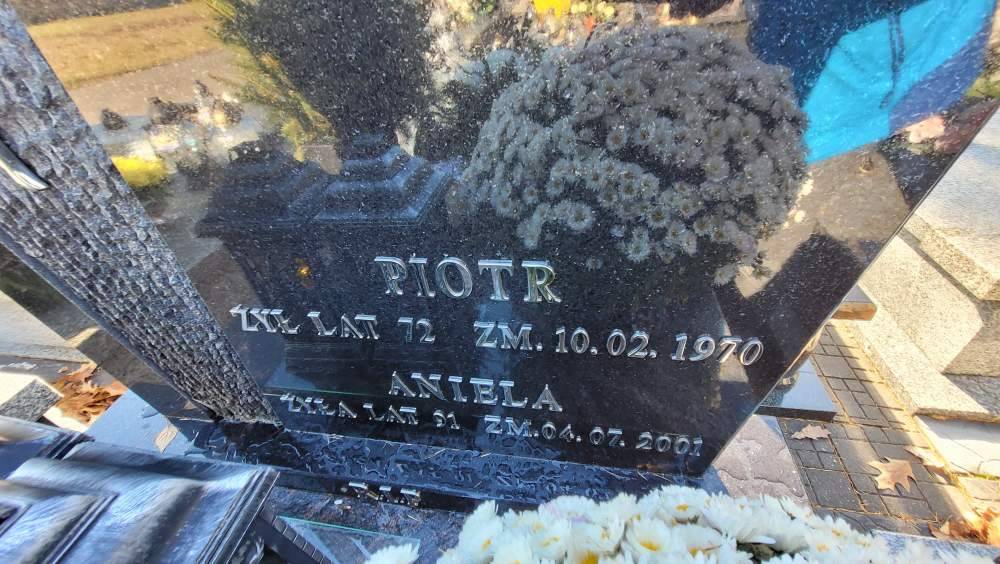 PIOTR
ŻYŁ LAT 72 ZM. 10. 02. 1970
ANIELA
ŻYŁA LAT 91 ZM. 04. 07. 2001